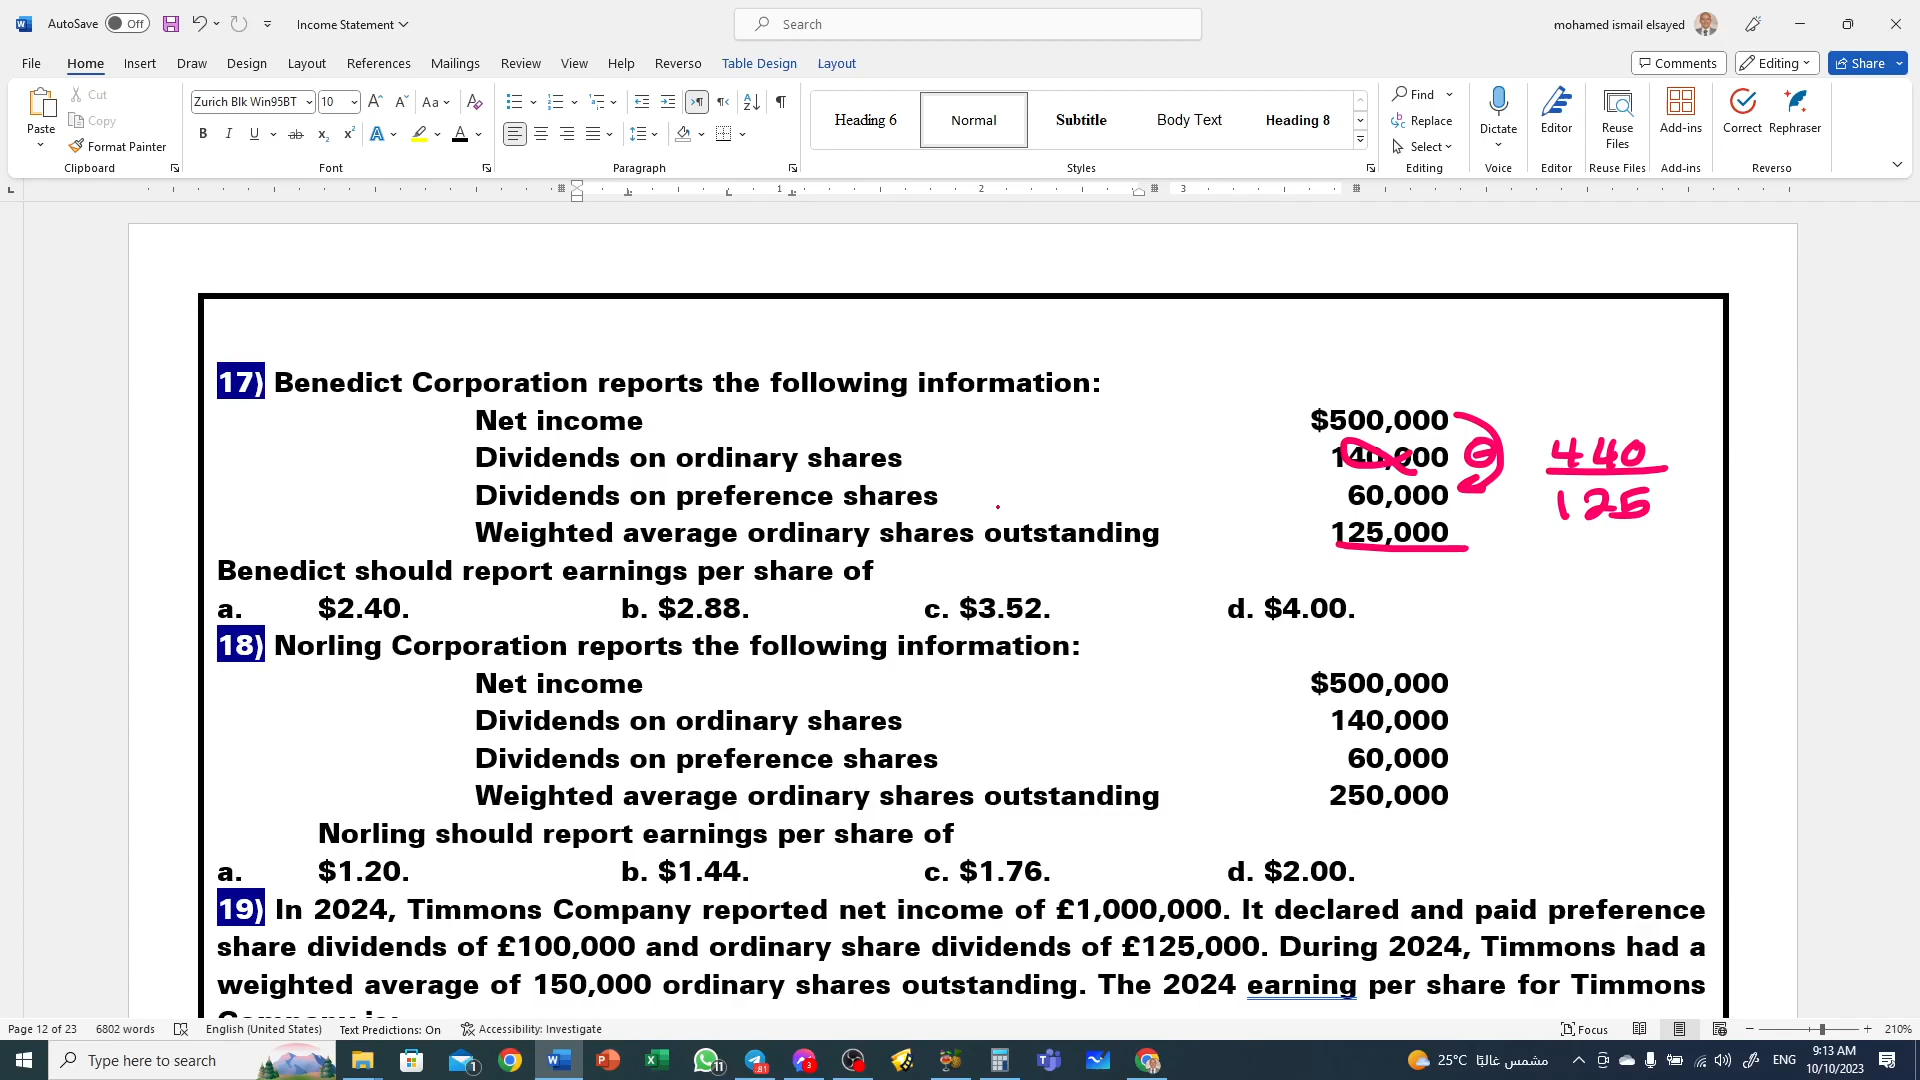 AutoSave Off Income Statement Search mohamed ismail elsayed
File Home Insert Draw Design Layout References Mailings Review View Help Reverso Table Design Layout Comments Editing Share
Paste Cut Copy Format Painter Clipboard
Zurich Blk Win95BT 10 Font
Paragraph
Heading 6 Normal Subtitle Body Text Heading 8 Styles
Find Replace Select Editing
Dictate Voice
Editor Editor
Reuse Files Reuse Files
Add-ins Add-ins
Correct Rephraser Reverso
1 2 3
17) Benedict Corporation reports the following information:
Net income $500,000
Dividends on ordinary shares 140,000 440
Dividends on preference shares 60,000 125
Weighted average ordinary shares outstanding 125,000
Benedict should report earnings per share of
a. $2.40. b. $2.88. c. $3.52. d. $4.00.
18) Norling Corporation reports the following information:
Net income $500,000
Dividends on ordinary shares 140,000
Dividends on preference shares 60,000
Weighted average ordinary shares outstanding 250,000
Norling should report earnings per share of
a. $1.20. b. $1.44. c. $1.76. d. $2.00.
19) In 2024, Timmons Company reported net income of £1,000,000. It declared and paid preference
share dividends of £100,000 and ordinary share dividends of £125,000. During 2024, Timmons had a
weighted average of 150,000 ordinary shares outstanding. The 2024 earning per share for Timmons
Page 12 of 23 6802 words English (United States) Text Predictions: On Accessibility: Investigate Focus 210%
Type here to search 25°C مشمس غالبًا ENG 9:13 AM
10/10/2023